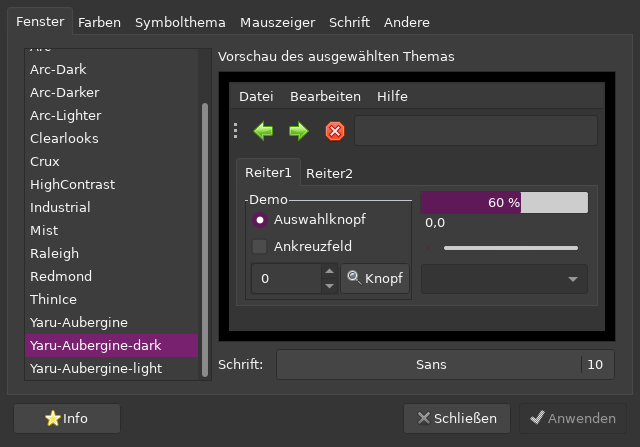 Fenster Farben Symbolthema Mauszeiger Schrift Andere
Vorschau des ausgewählten Themas
Arc
Arc-Dark
Arc-Darker
Arc-Lighter
Clearlooks
Crux
HighContrast
Industrial
Mist
Raleigh
Redmond
ThinIce
Yaru-Aubergine
Yaru-Aubergine-dark
Yaru-Aubergine-light
Datei Bearbeiten Hilfe
Reiter1 Reiter2
Demo
Auswahlknopf
Ankreuzfeld
0 Knopf
60 %
0,0
Schrift: Sans 10
Info Schließen Anwenden